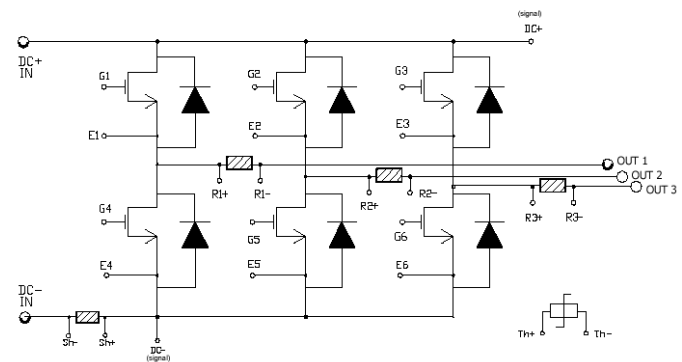 (signal)
DC+
DC+
IN
G1
G2
G3
E1
E2
E3
OUT 1
OUT 2
OUT 3
R1+
R1-
R2+
R2-
R3+
R3-
G4
G5
G6
E4
E5
E6
DC-
IN
Sh-
Sh+
DC-
(signal)
Th+
Th-